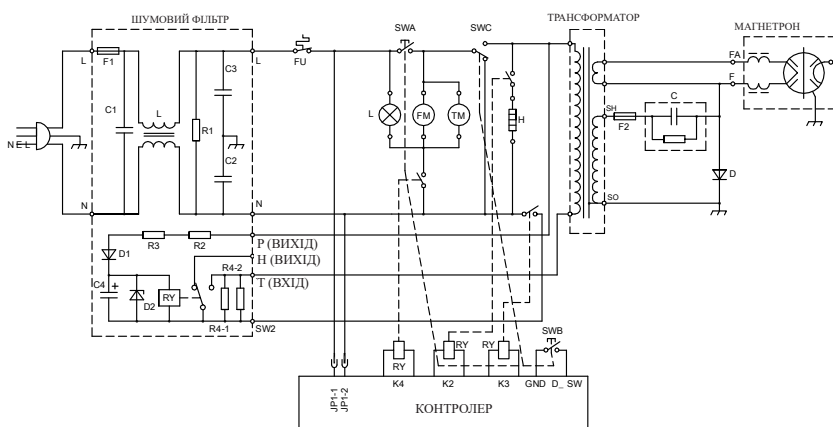 ШУМОВИЙ ФІЛЬТР
ТРАНСФОРМАТОР
МАГНЕТРОН
SWA
SWC
L
F1
L
FU
C3
C1
L
R1
C2
N E L
N
N
L
FM
TM
H
FA
F
SH
C
F2
D
SO
R3
R2
Р (ВИХІД)
Н (ВИХІД)
Т (ВХІД)
D1
C4
+
D2
RY
R4-2
R4-1
SW2
SWB
RY
RY
RY
JP1-1
JP1-2
K4
K2
K3
GND
D_ SW
КОНТРОЛЕР